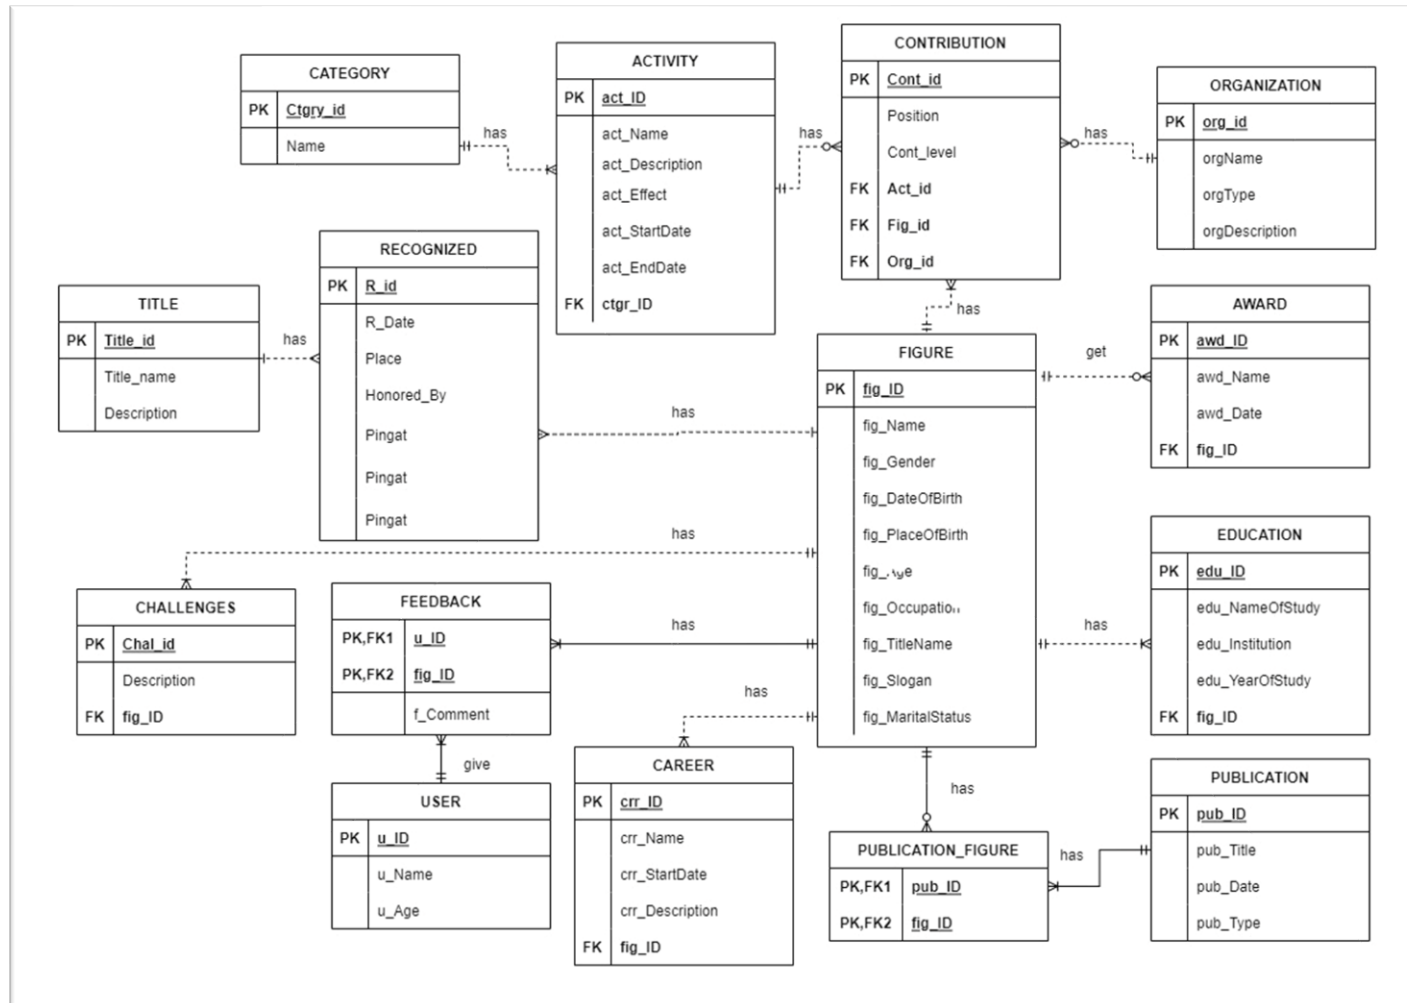 CATEGORY
PK Ctgry_id
Name
has
ACTIVITY
PK act_ID
act_Name
act_Description
act_Effect
act_StartDate
act_EndDate
FK ctgr_ID
has
CONTRIBUTION
PK Cont_id
Position
Cont_level
FK Act_id
FK Fig_id
FK Org_id
has
ORGANIZATION
PK org_id
orgName
orgType
orgDescription
TITLE
PK Title_id
Title_name
Description
has
RECOGNIZED
PK R_id
R_Date
Place
Honored_By
Pingat
Pingat
Pingat
has
has
FIGURE
PK fig_ID
fig_Name
fig_Gender
fig_DateOfBirth
fig_PlaceOfBirth
fig_Occupation
fig_TitleName
fig_Slogan
fig_MaritalStatus
get
AWARD
PK awd_ID
awd_Name
awd_Date
FK fig_ID
has
CHALLENGES
PK Chal_id
Description
FK fig_ID
FEEDBACK
PK,FK1 u_ID
PK,FK2 fig_ID
f_Comment
has
has
EDUCATION
PK edu_ID
edu_NameOfStudy
edu_Institution
edu_YearOfStudy
FK fig_ID
give
USER
PK u_ID
u_Name
u_Age
has
CAREER
PK crr_ID
crr_Name
crr_StartDate
crr_Description
FK fig_ID
has
PUBLICATION_FIGURE
PK,FK1 pub_ID
PK,FK2 fig_ID
has
PUBLICATION
PK pub_ID
pub_Title
pub_Date
pub_Type